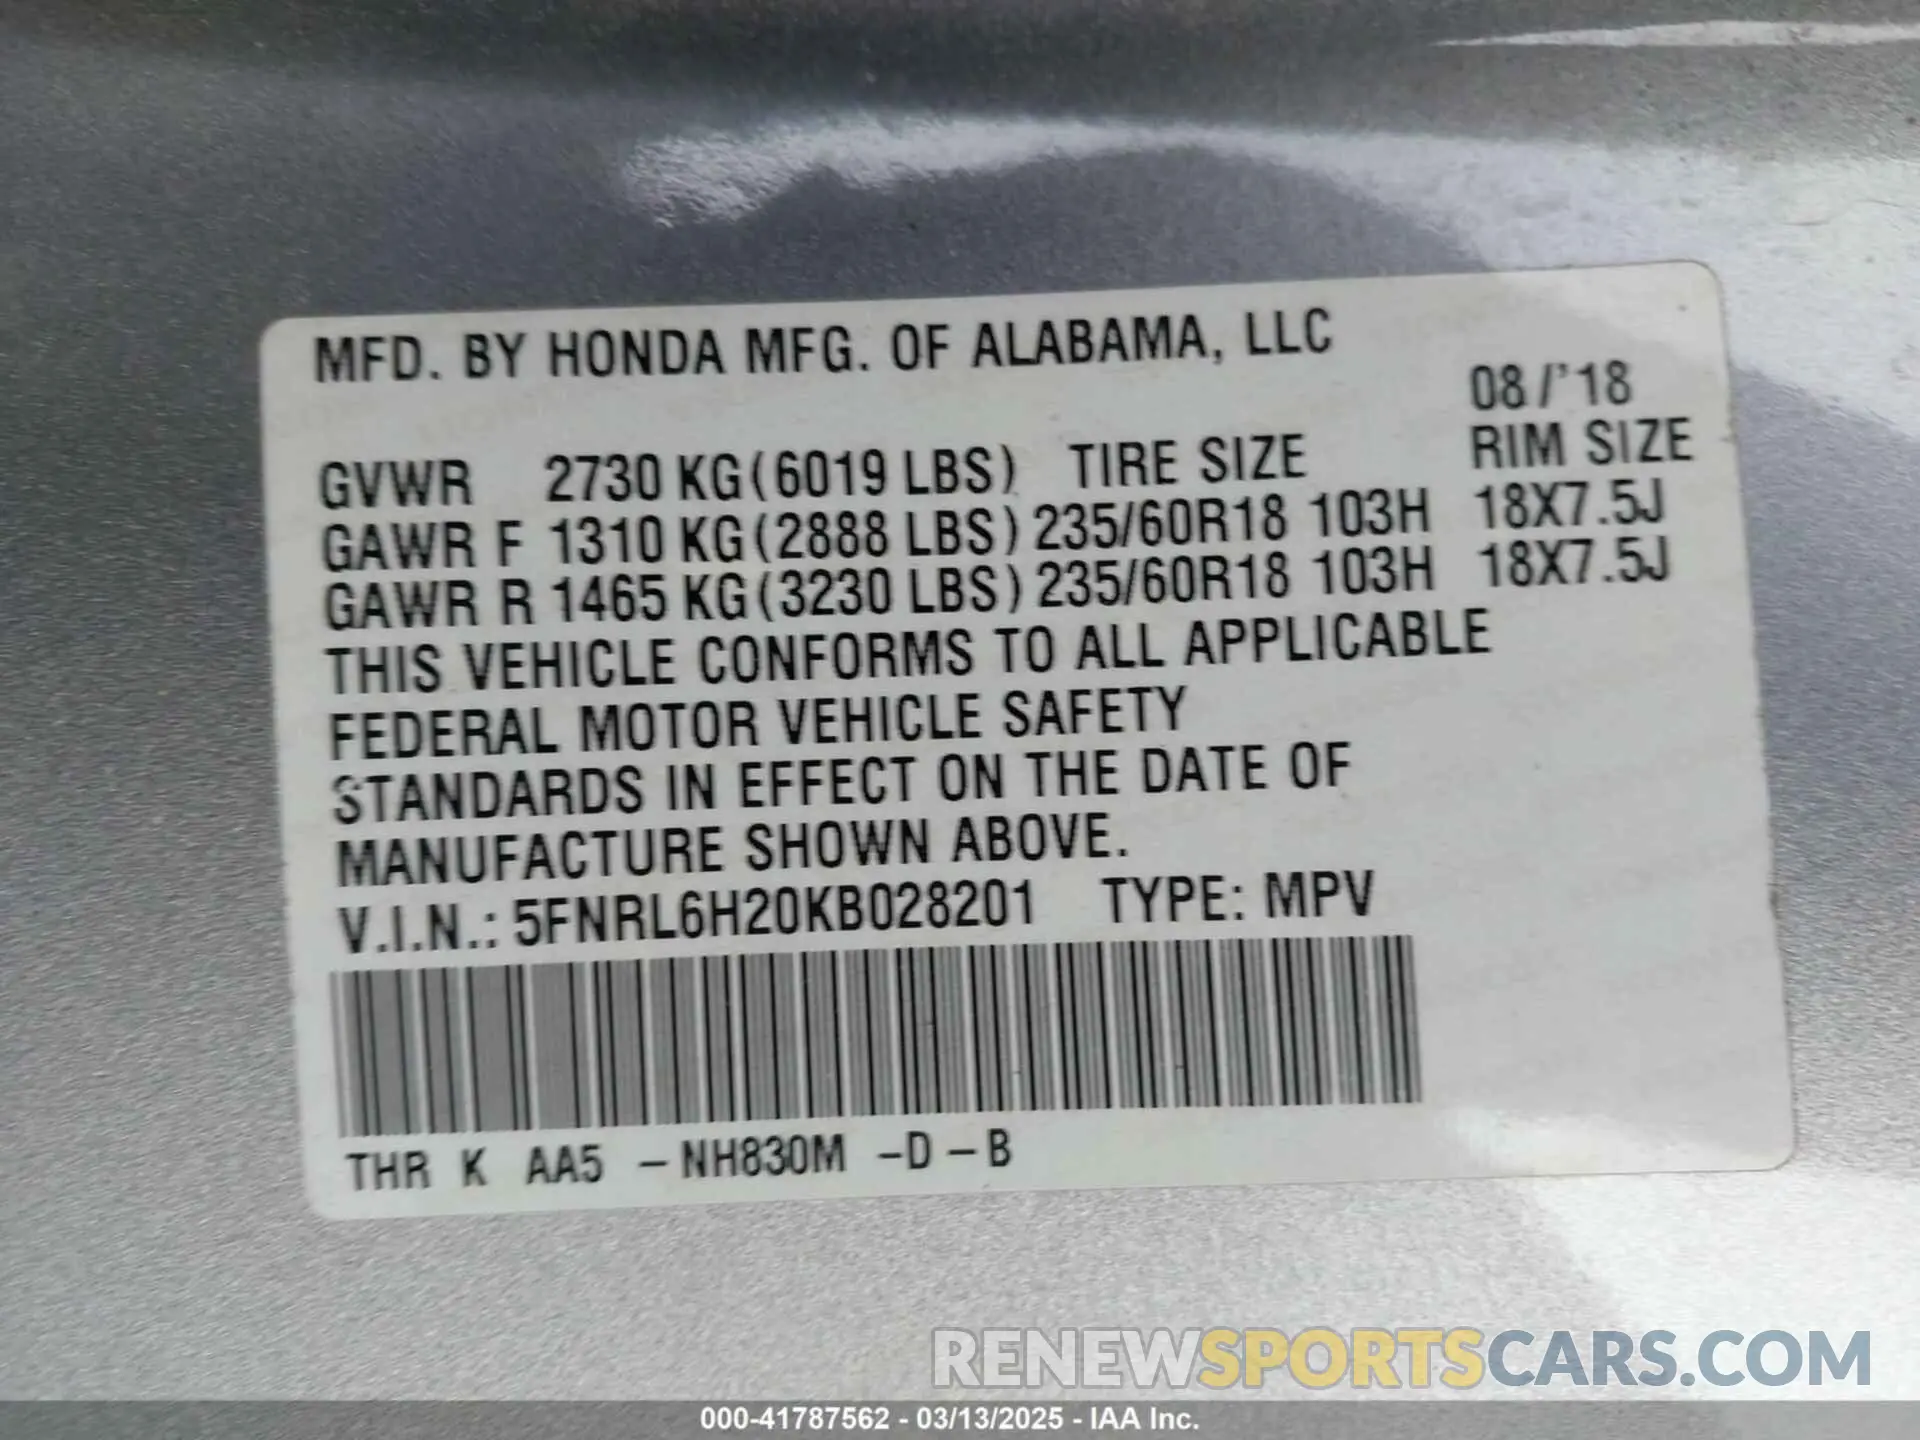 MFD. BY HONDA MFG. OF ALABAMA, LLC
08/'18
GVWR 2730 KG(6019 LBS) TIRE SIZE RIM SIZE
GAWR F 1310 KG(2888 LBS) 235/60R18 103H 18X7.5J
GAWR R 1465 KG(3230 LBS) 235/60R18 103H 18X7.5J
THIS VEHICLE CONFORMS TO ALL APPLICABLE
FEDERAL MOTOR VEHICLE SAFETY
STANDARDS IN EFFECT ON THE DATE OF
MANUFACTURE SHOWN ABOVE.
V.I.N.: 5FNRL6H20KB028201 TYPE: MPV
THR K AA5 -NH830M -D-B
RENEWSPORTSCARS.COM
000-41787562 - 03/13/2025 - IAA Inc.